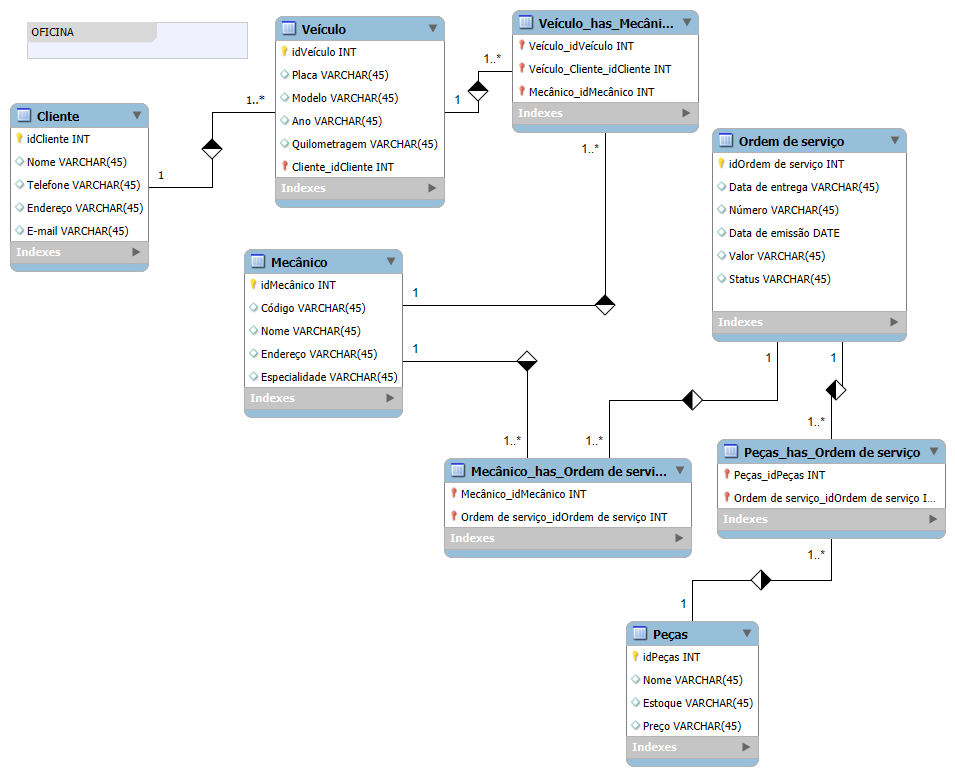 OFICINA
Cliente
idCliente INT
Nome VARCHAR(45)
Telefone VARCHAR(45)
Endereço VARCHAR(45)
E-mail VARCHAR(45)
Indexes
1
1..*
Veículo
idVeículo INT
Placa VARCHAR(45)
Modelo VARCHAR(45)
Ano VARCHAR(45)
Quilometragem VARCHAR(45)
Cliente_idCliente INT
Indexes
1
1..*
Veículo_has_Mecâni...
Veículo_idVeículo INT
Veículo_Cliente_idCliente INT
Mecânico_idMecânico INT
Indexes
1..*
Mecânico
idMecânico INT
Código VARCHAR(45)
Nome VARCHAR(45)
Endereço VARCHAR(45)
Especialidade VARCHAR(45)
Indexes
1
1
1..*
Ordem de serviço
idOrdem de serviço INT
Data de entrega VARCHAR(45)
Número VARCHAR(45)
Data de emissão DATE
Valor VARCHAR(45)
Status VARCHAR(45)
Indexes
1
1
1..*
1..*
Mecânico_has_Ordem de servi...
Mecânico_idMecânico INT
Ordem de serviço_idOrdem de serviço INT
Indexes
Peças_has_Ordem de serviço
Peças_idPeças INT
Ordem de serviço_idOrdem de serviço I...
Indexes
1..*
1
Peças
idPeças INT
Nome VARCHAR(45)
Estoque VARCHAR(45)
Preço VARCHAR(45)
Indexes